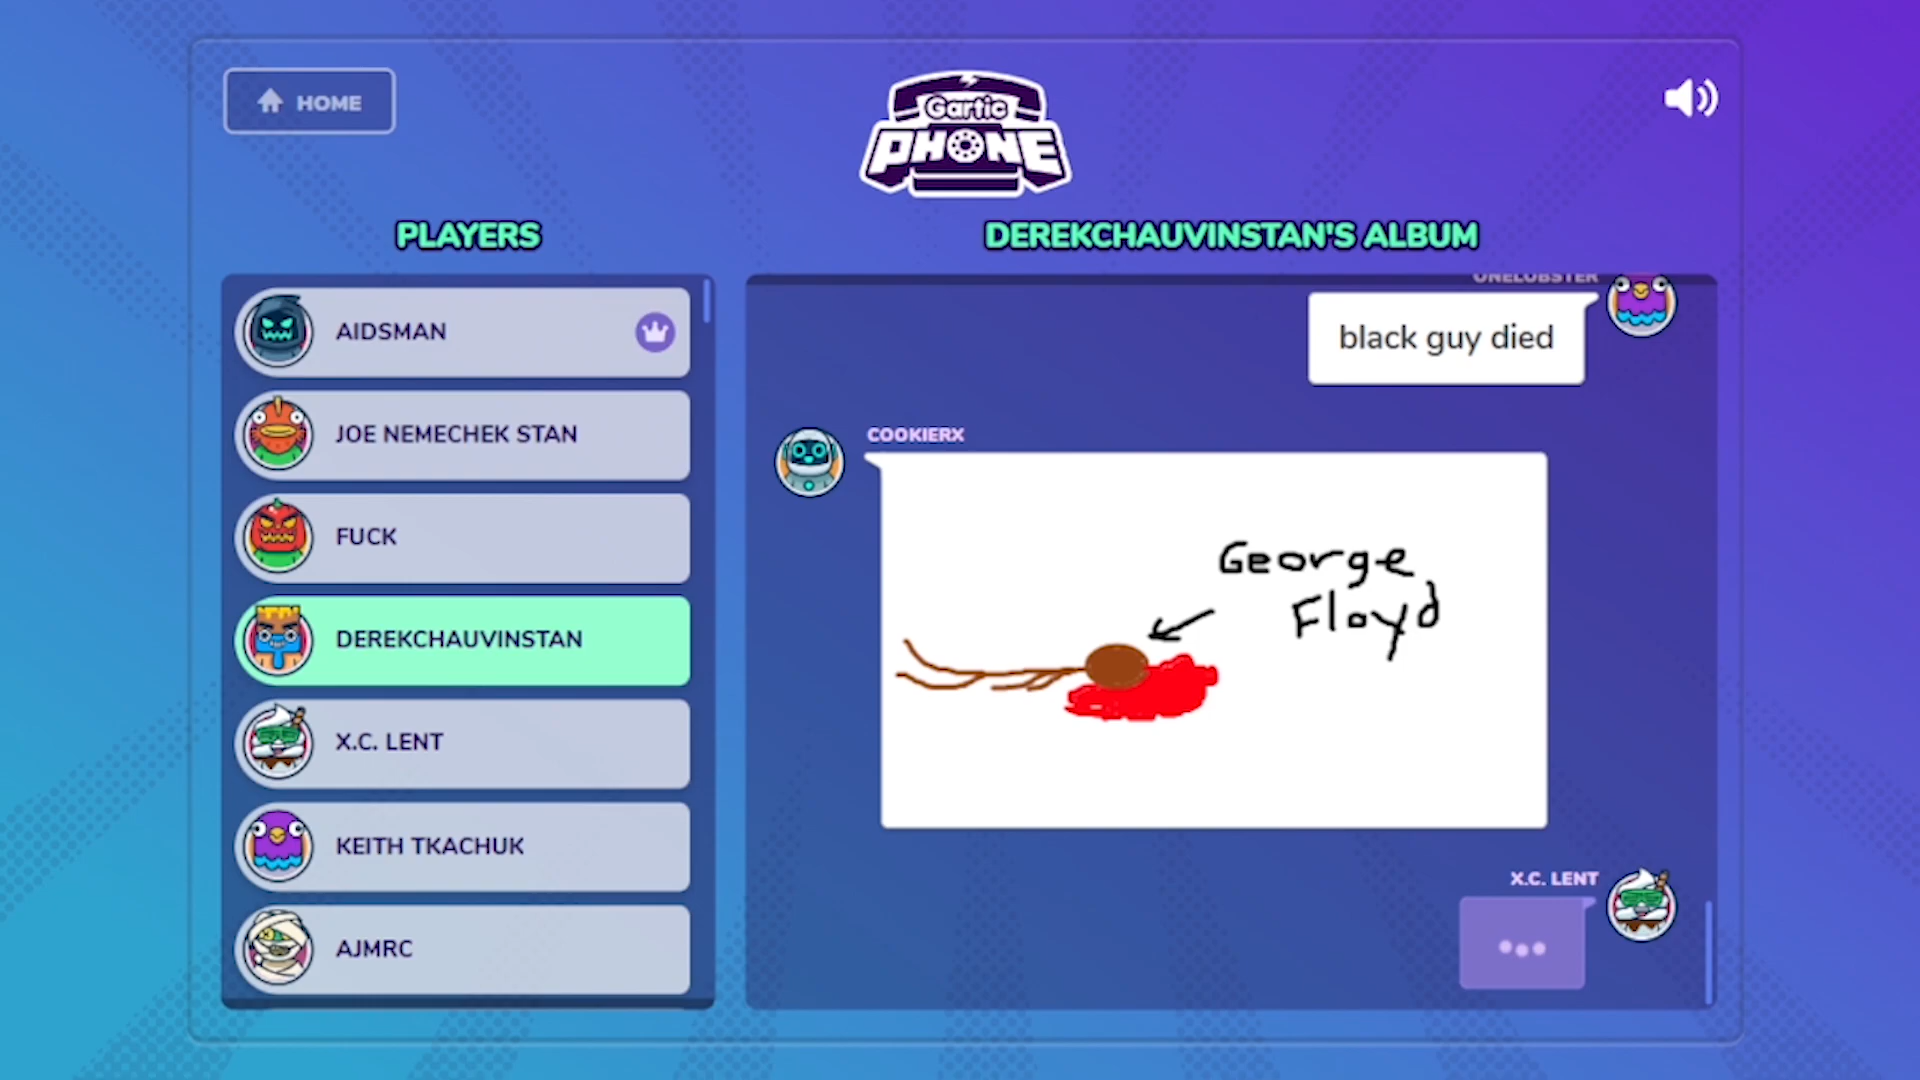 HOME
Gartic
PHONE
PLAYERS
DEREKCHAUVINSTAN'S ALBUM
AIDSMAN
JOE NEMECHEK STAN
FUCK
DEREKCHAUVINSTAN
X.C. LENT
KEITH TKACHUK
AJMRC
ONELOBSTER
black guy died
COOKIERX
George
Floyd
X.C. LENT